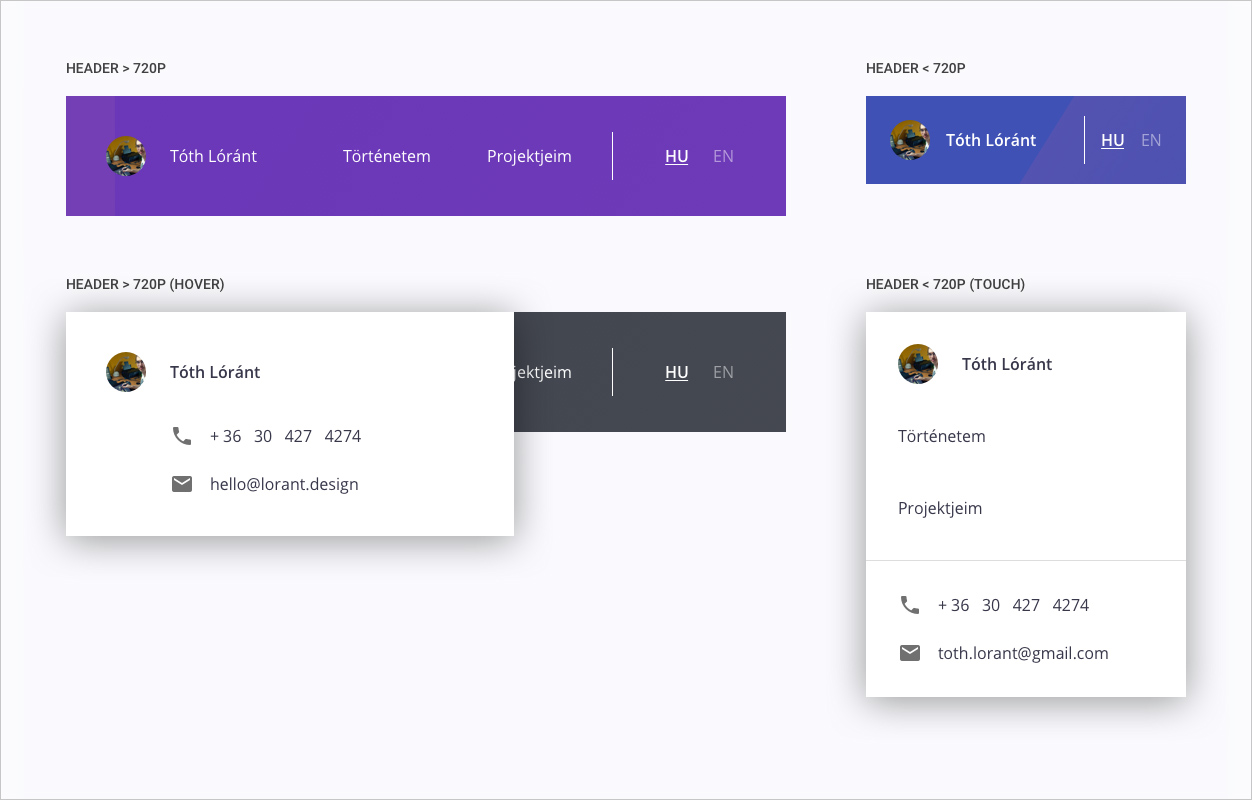 HEADER > 720P
Tóth Lóránt Történetem Projektjeim HU EN
HEADER < 720P
Tóth Lóránt HU EN
HEADER > 720P (HOVER)
Tóth Lóránt
+ 36 30 427 4274
hello@lorant.design
jektjeim HU EN
HEADER < 720P (TOUCH)
Tóth Lóránt
Történetem
Projektjeim
+ 36 30 427 4274
toth.lorant@gmail.com